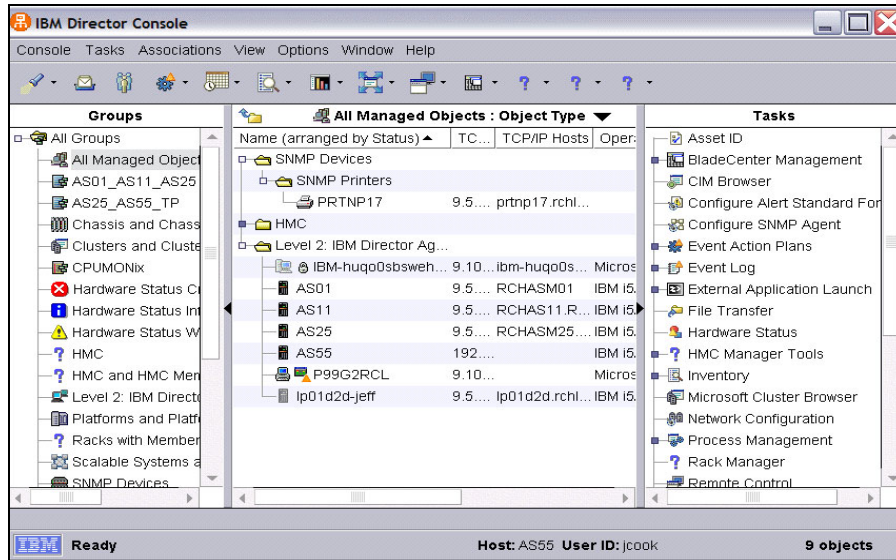 IBM Director Console
Console Tasks Associations View Options Window Help
Groups
All Groups
All Managed Object
AS01_AS11_AS25
AS25_AS55_TP
Chassis and Chass
Clusters and Cluste
CPUMONix
Hardware Status Cr
Hardware Status Inf
Hardware Status W
HMC
HMC and HMC Mem
Level 2: IBM Directo
Platforms and Platfo
Racks with Member
Scalable Systems a
SNMP Devices
All Managed Objects : Object Type
Name (arranged by Status) TC... TCP/IP Hosts Oper
SNMP Devices
SNMP Printers
PRTNP17 9.5.... prtnp17.rchl...
HMC
Level 2: IBM Director Ag...
IBM-huqo0sbsweh... 9.10... ibm-huqo0s... Micros
AS01 9.5.... RCHASM01 IBM i5
AS11 9.5.... RCHAS11.R... IBM i5
AS25 9.5.... RCHASM25.... IBM i5
AS55 192.... IBM i5
P99G2RCL 9.10... Micros
lp01d2d-jeff 9.5.... lp01d2d.rchl... IBM i5
Tasks
Asset ID
BladeCenter Management
CIM Browser
Configure Alert Standard For
Configure SNMP Agent
Event Action Plans
Event Log
External Application Launch
File Transfer
Hardware Status
HMC Manager Tools
Inventory
Microsoft Cluster Browser
Network Configuration
Process Management
Rack Manager
Remote Control
IBM Ready Host: AS55 User ID: jcook 9 objects